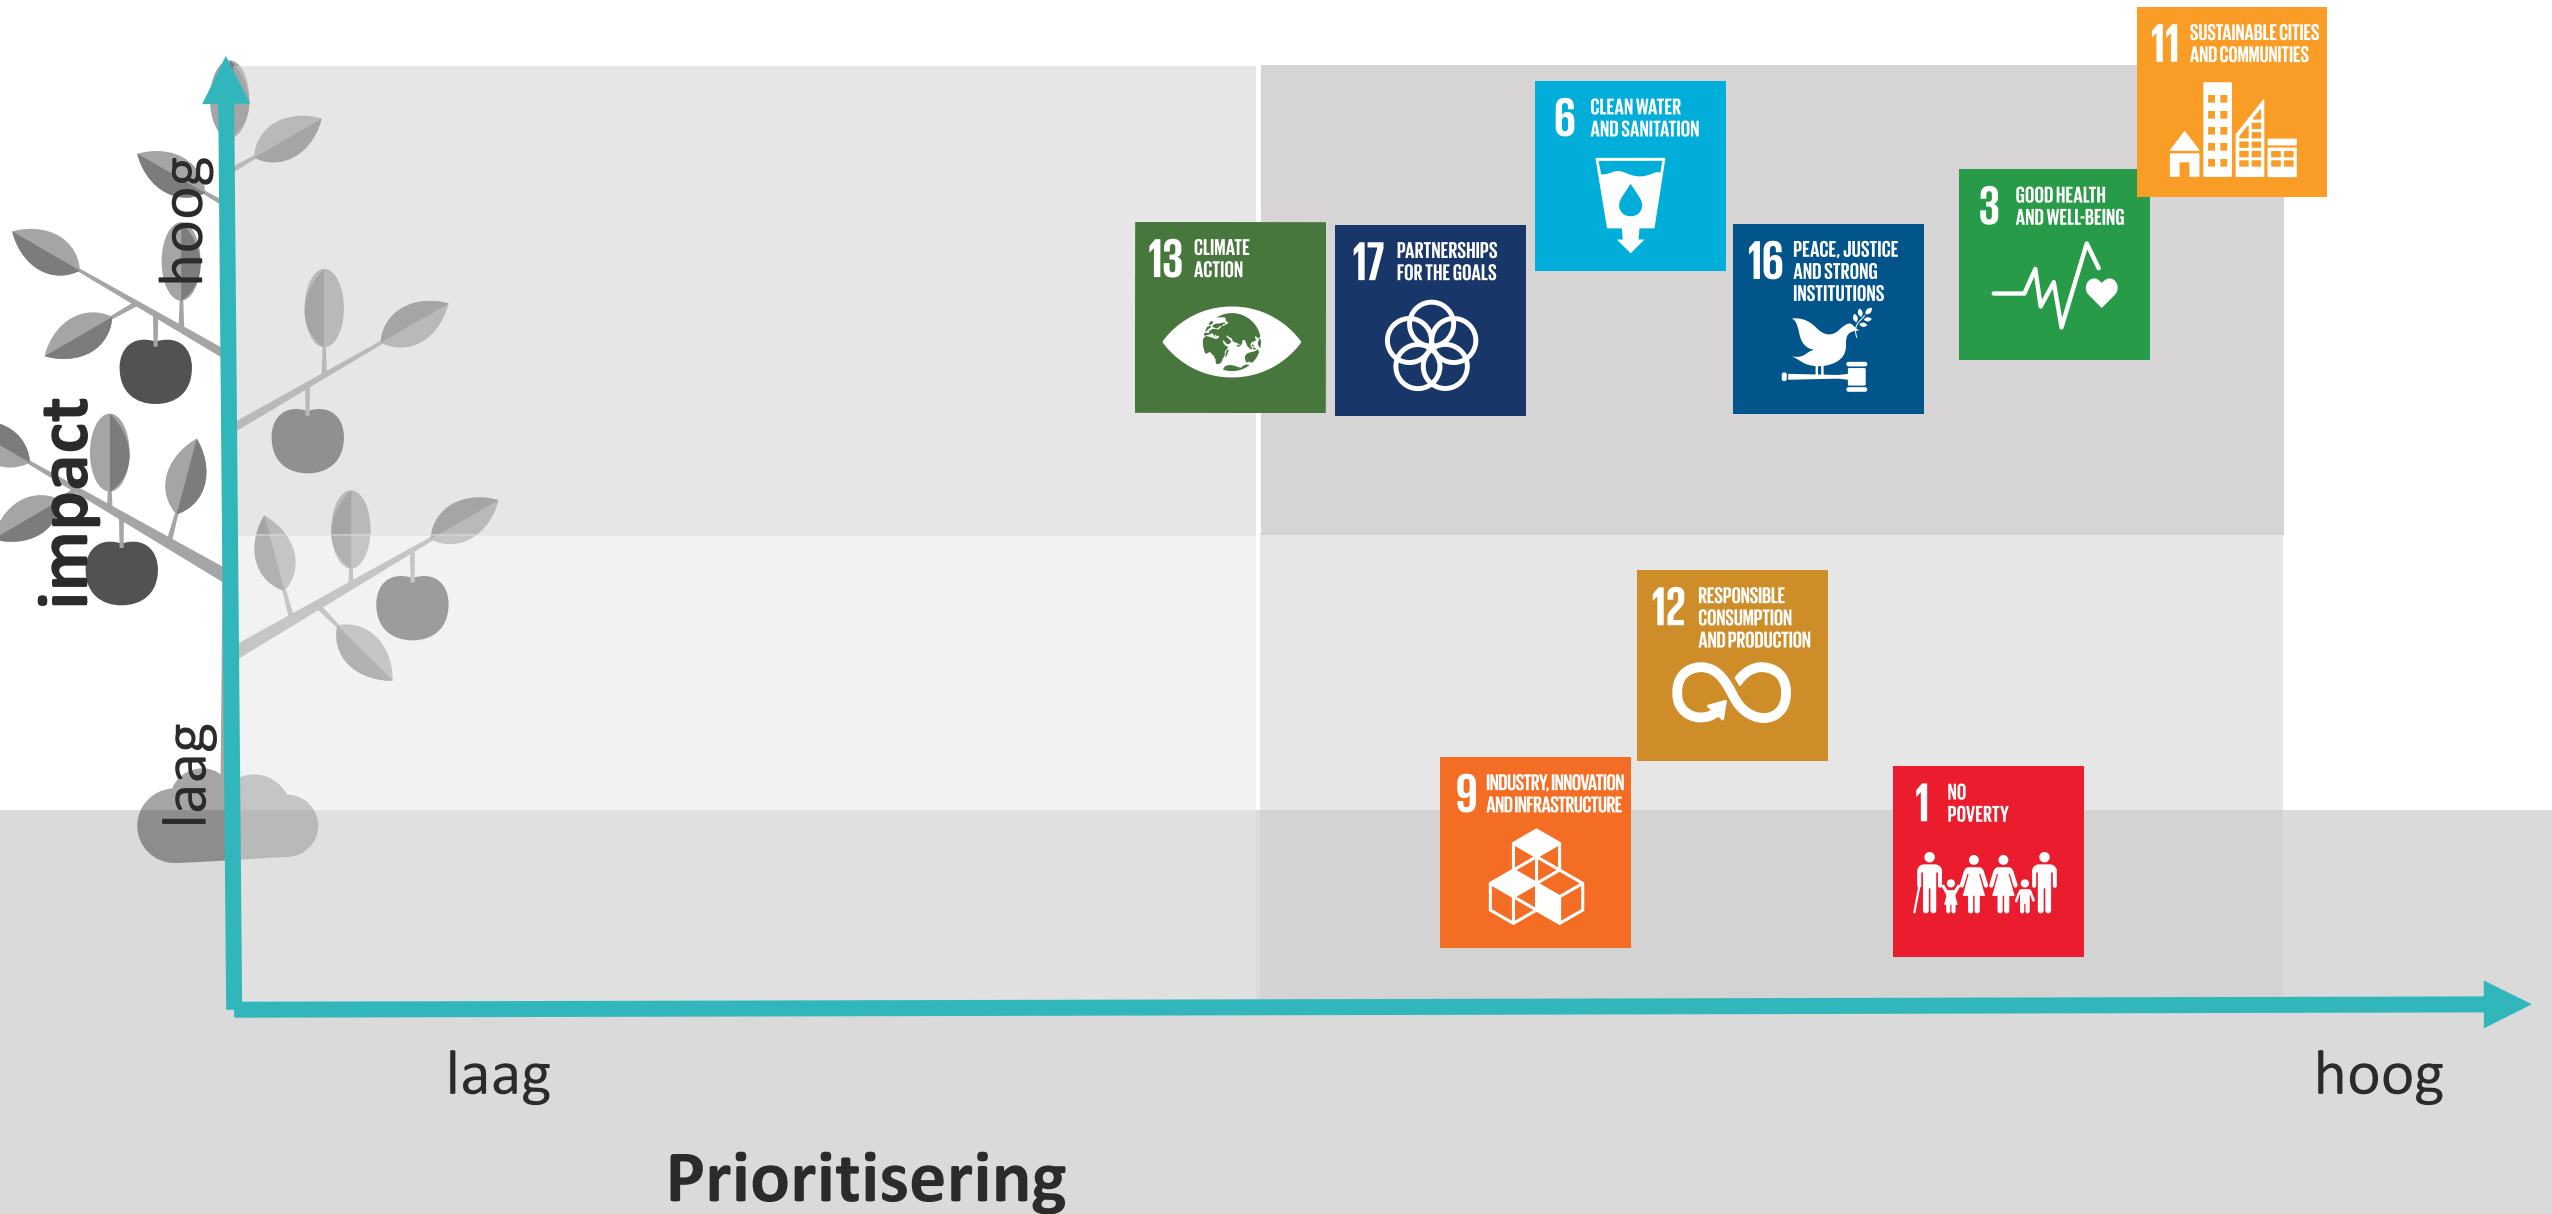 11 SUSTAINABLE CITIES
AND COMMUNITIES
6 CLEAN WATER
AND SANITATION
3 GOOD HEALTH
AND WELL-BEING
13 CLIMATE
ACTION
17 PARTNERSHIPS
FOR THE GOALS
16 PEACE, JUSTICE
AND STRONG
INSTITUTIONS
hoog
impact
laag
12 RESPONSIBLE
CONSUMPTION
AND PRODUCTION
9 INDUSTRY, INNOVATION
AND INFRASTRUCTURE
1 NO
POVERTY
laag
hoog
Prioritisering